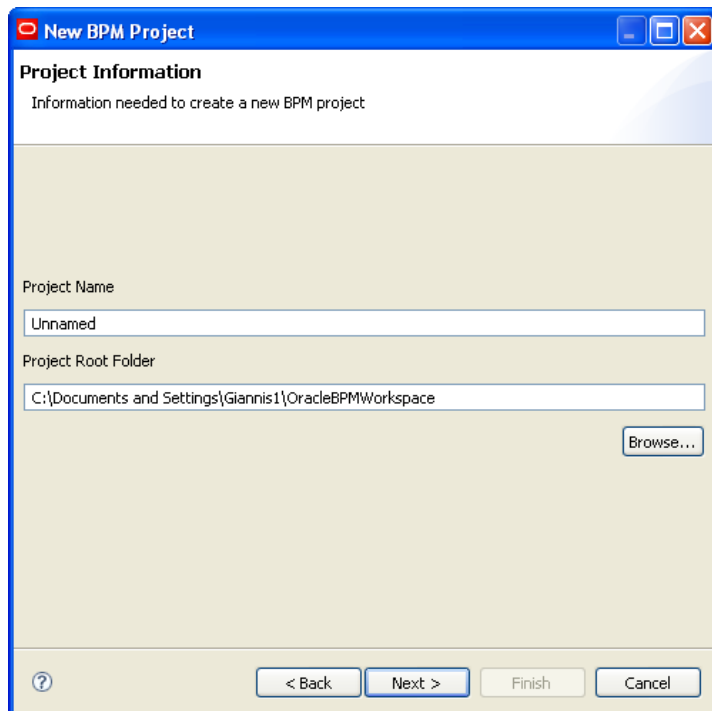 New BPM Project
Project Information
Information needed to create a new BPM project
Project Name
Unnamed
Project Root Folder
C:\Documents and Settings\Giannis1\OracleBPMWorkspace
Browse...
?
< Back
Next >
Finish
Cancel